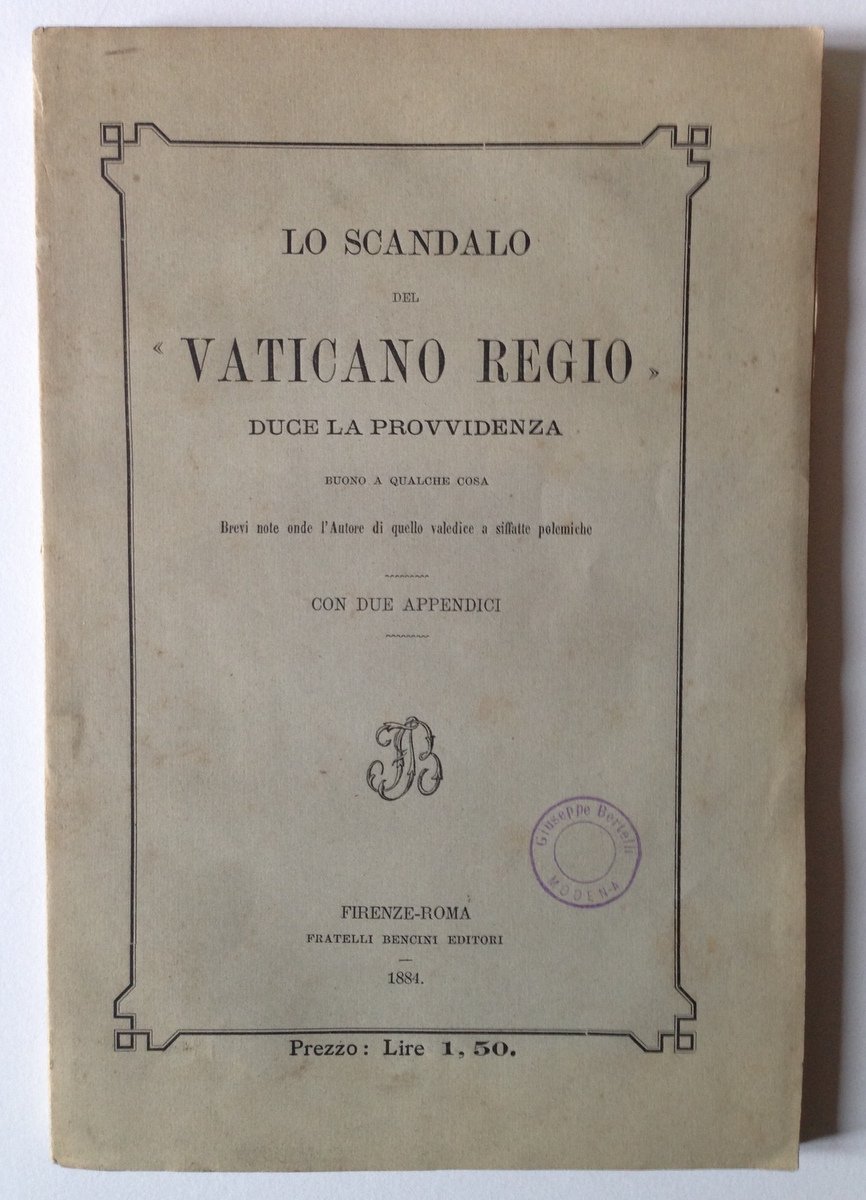 LO SCANDALO
DEL
« VATICANO REGIO »
DUCE LA PROVVIDENZA
BUONO A QUALCHE COSA
Brevi note onde l'Autore di quello valedice a siffatte polemiche
CON DUE APPENDICI
FB
Giuseppe Bertelli
MODENA
FIRENZE-ROMA
FRATELLI BENCINI EDITORI
1884.
Prezzo: Lire 1,50.